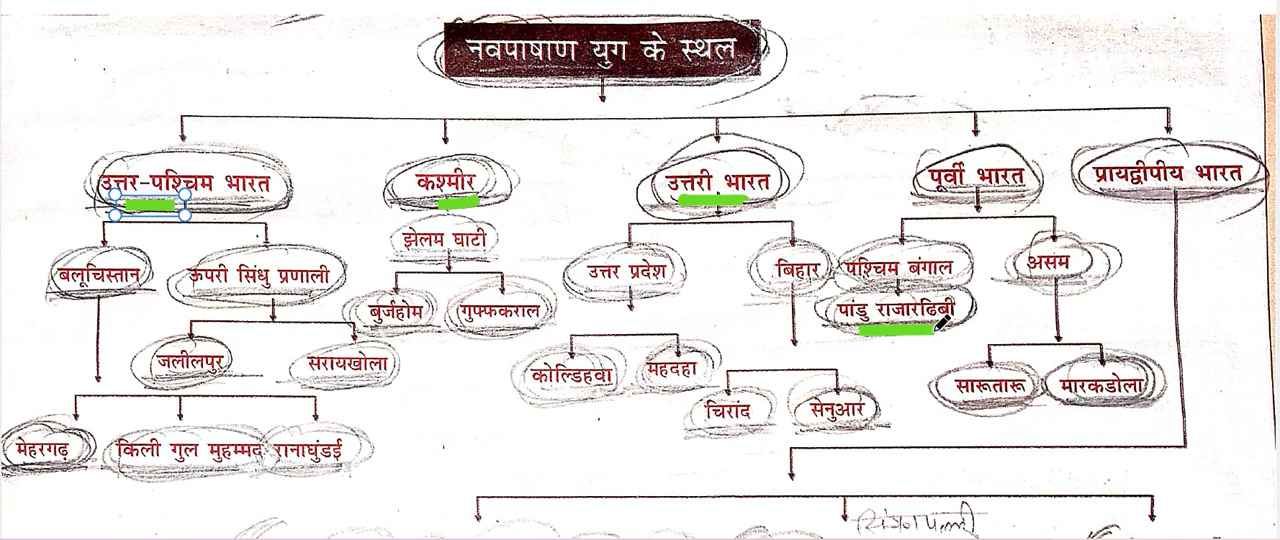 नवपाषाण युग के स्थल
उत्तर-पश्चिम भारत
कश्मीर
उत्तरी भारत
पूर्वी भारत
प्रायद्वीपीय भारत
बलूचिस्तान
ऊपरी सिंधु प्रणाली
झेलम घाटी
उत्तर प्रदेश
बिहार
पश्चिम बंगाल
असम
बुर्जहोम
गुफ्फकराल
पांडु राजारढिबी
जलीलपुर
सरायखोला
कोल्डिहवा
महदहा
सारूतारू
मारकडोला
चिरांद
सेनुआर
मेहरगढ़
किली गुल मुहम्मद
रानाघुंडई